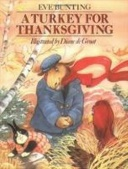 EVE BUNTING
A TURKEY FOR
THANKSGIVING
Illustrated by Diane de Groat